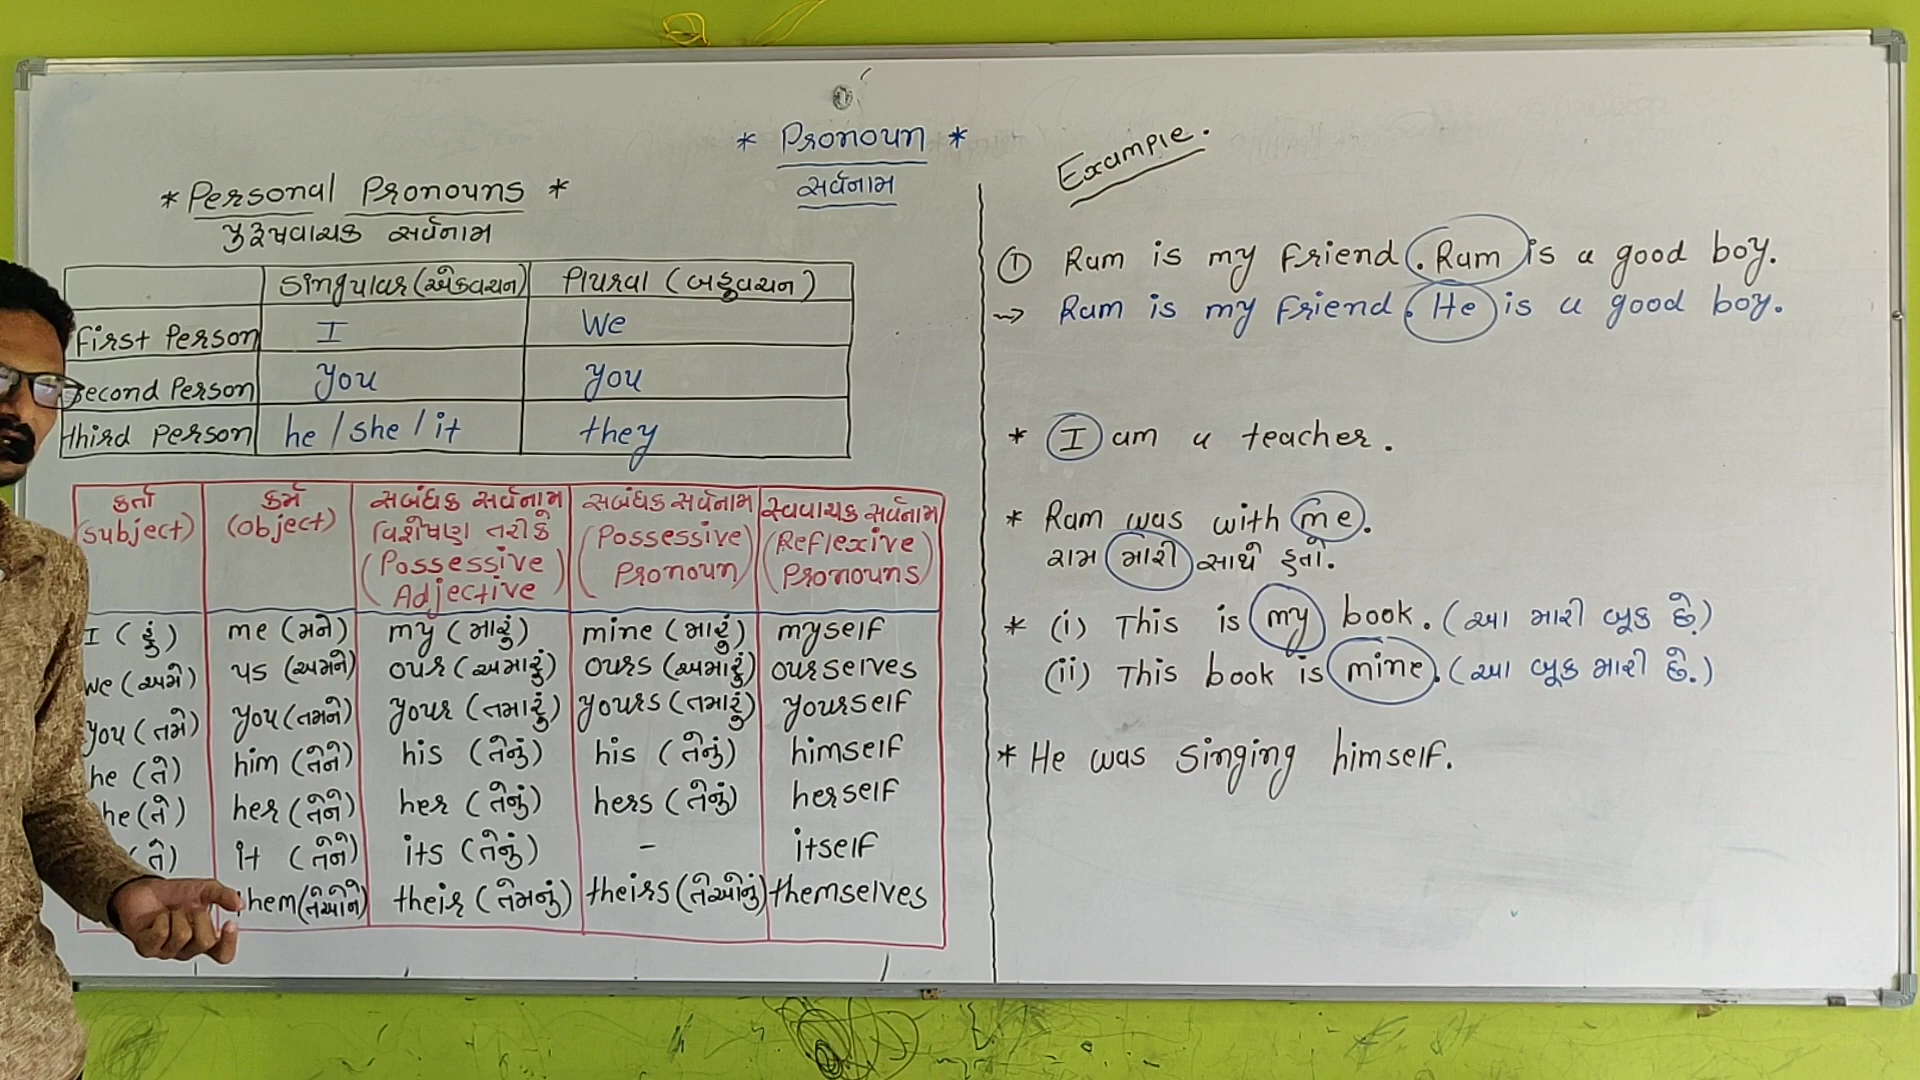 * Pronoun *
સર્વનામ
* Personal Pronouns *
પુરૂષવાચક સર્વનામ
Singular (એકવચન) Plural (બહુવચન)
First Person I We
Second Person You You
third Person he / she / it they
કર્તા (Subject)
કર્મ (Object)
સબંધક સર્વનામ વિશેષણ તરીકે (Possessive Adjective)
સબંધક સર્વનામ (Possessive Pronoun)
સ્વવાચક સર્વનામ (Reflexive Pronouns)
I (હું) me (મને) my (મારું) mine (મારું) myself
we (અમે) us (અમને) our (અમારું) ours (અમારું) ourselves
you (તમે) you (તમને) your (તમારું) yours (તમારું) yourself
he (તે) him (તેને) his (તેનું) his (તેનું) himself
he (તે) her (તેને) her (તેનું) hers (તેનું) herself
(તે) it (તેને) its (તેનું) - itself
them (તેઓને) their (તેમનું) theirs (તેઓનું) themselves
Example.
① Ram is my friend. Ram is a good boy.
→ Ram is my friend. He is a good boy.
* I am a teacher.
* Ram was with me.
રામ મારી સાથે હતો.
* (i) This is my book. (આ મારી બૂક છે.)
(ii) This book is mine. (આ બૂક મારી છે.)
* He was singing himself.